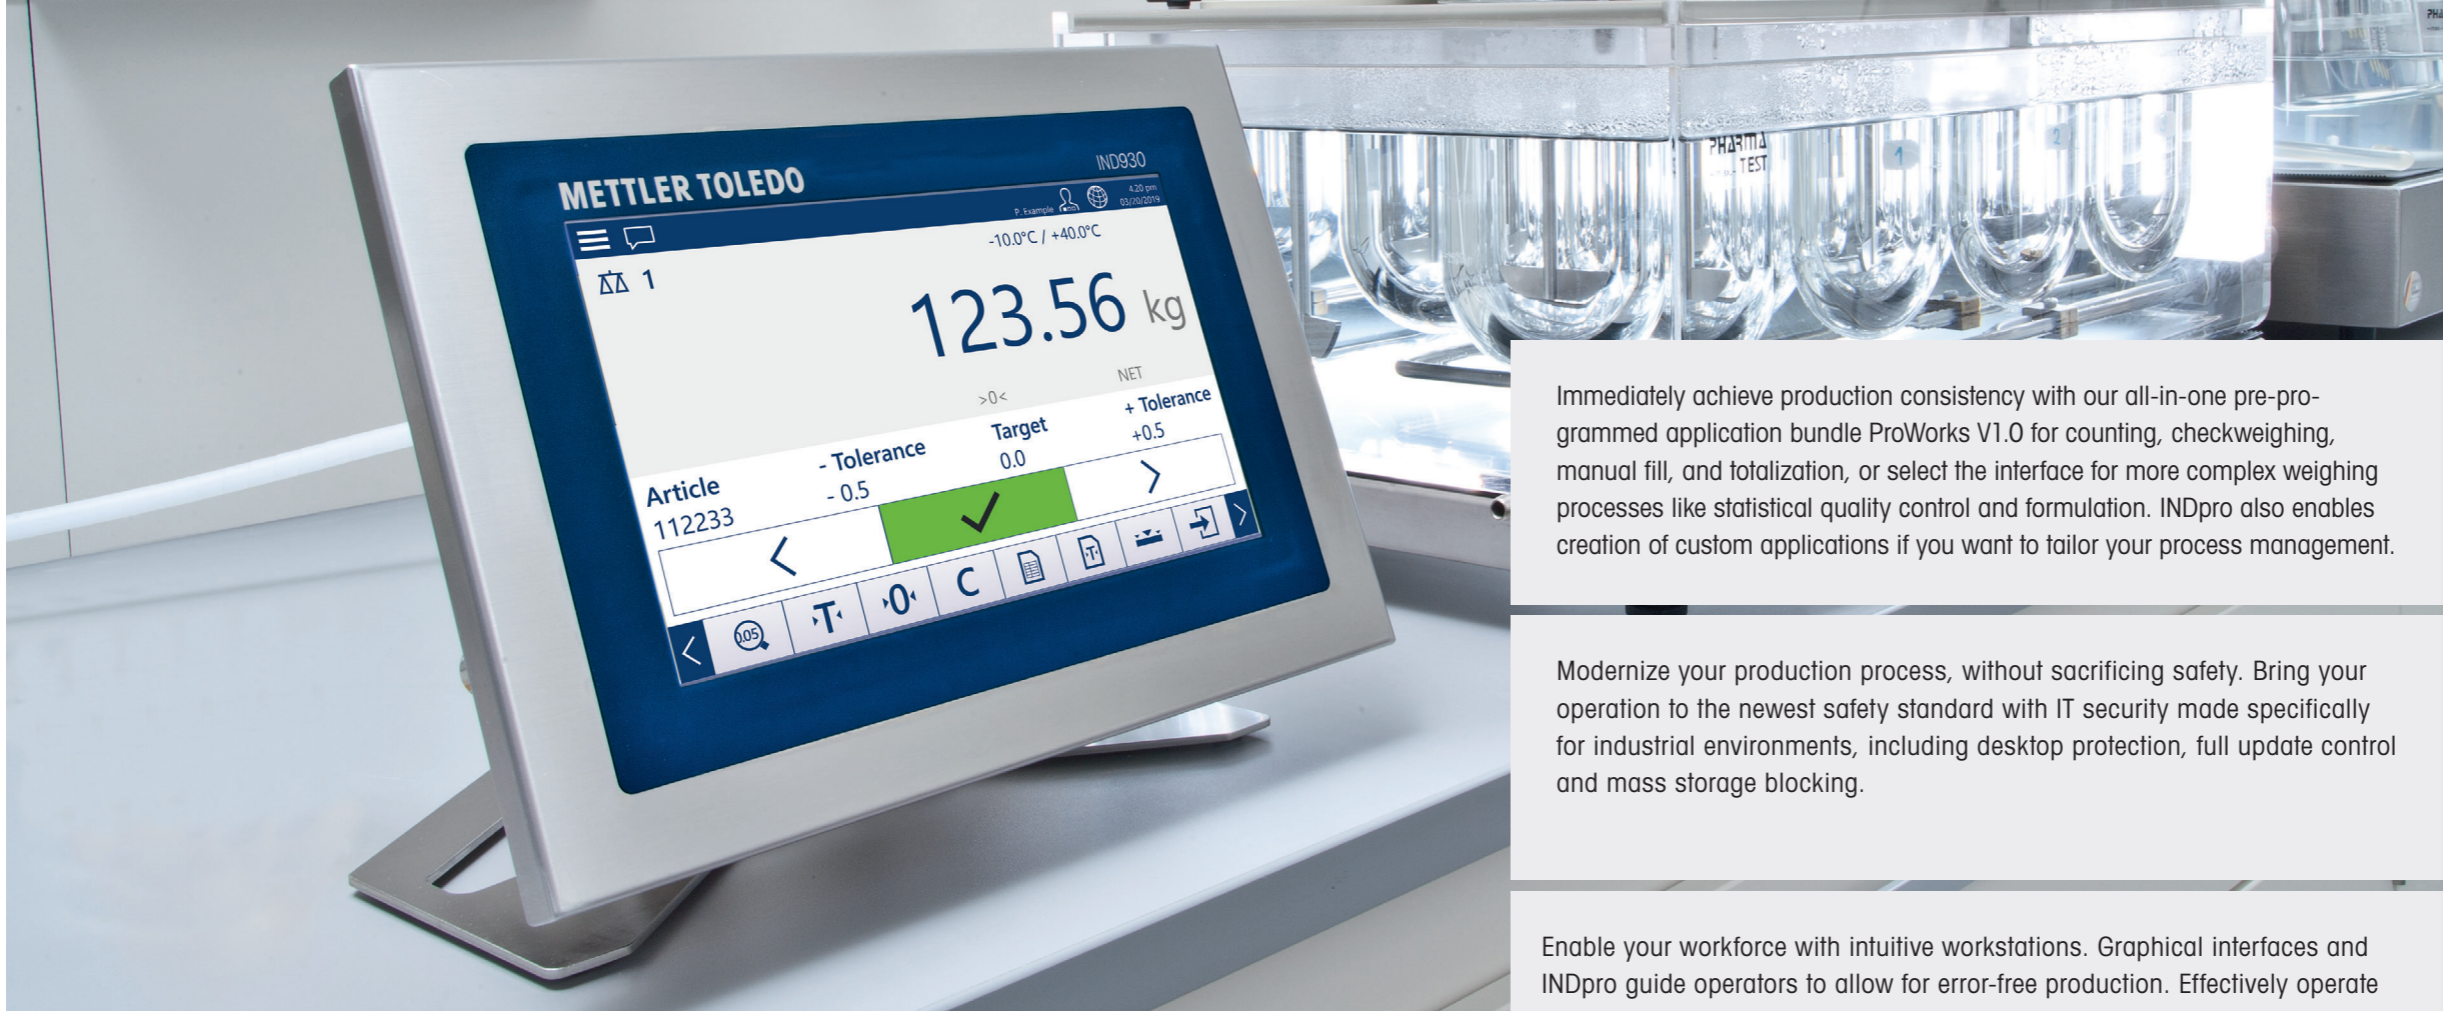 METTLER TOLEDO
IND930
P. Example
4:20 pm
03/20/2019
1
-10.0°C / +40.0°C
123.56 kg
>0<
NET
Article
- Tolerance
Target
+ Tolerance
112233
- 0.5
0.0
+0.5
0.05
T
0
C
T
PHARMA
TEST
1
2
Immediately achieve production consistency with our all-in-one pre-pro-
grammed application bundle ProWorks V1.0 for counting, checkweighing,
manual fill, and totalization, or select the interface for more complex weighing
processes like statistical quality control and formulation. INDpro also enables
creation of custom applications if you want to tailor your process management.
Modernize your production process, without sacrificing safety. Bring your
operation to the newest safety standard with IT security made specifically
for industrial environments, including desktop protection, full update control
and mass storage blocking.
Enable your workforce with intuitive workstations. Graphical interfaces and
INDpro guide operators to allow for error-free production. Effectively operate